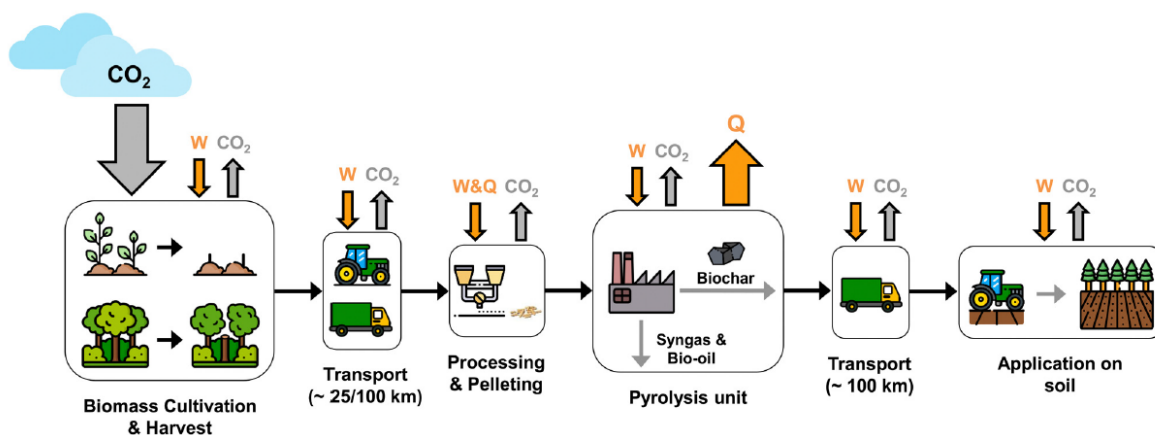 CO₂
W CO₂
Biomass Cultivation
& Harvest
W CO₂
Transport
(~ 25/100 km)
W&Q CO₂
Processing
& Pelleting
W CO₂
Q
Biochar
Syngas &
Bio-oil
Pyrolysis unit
W CO₂
Transport
(~ 100 km)
W CO₂
Application on
soil